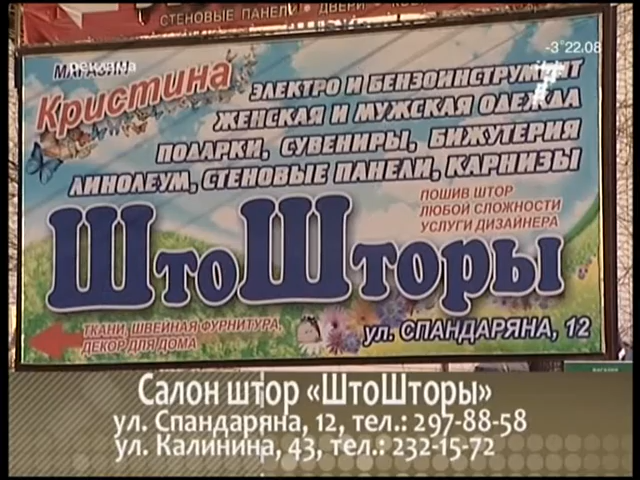 СТЕНОВЫЕ ПАНЕЛИ ДВЕРИ
реклама
-3° 22.08
МАГАЗИН
Кристина
ЭЛЕКТРО И БЕНЗОИНСТРУМЕНТ
ЖЕНСКАЯ И МУЖСКАЯ ОДЕЖДА
ПОДАРКИ, СУВЕНИРЫ, БИЖУТЕРИЯ
ЛИНОЛЕУМ, СТЕНОВЫЕ ПАНЕЛИ, КАРНИЗЫ
ПОШИВ ШТОР
ЛЮБОЙ СЛОЖНОСТИ
УСЛУГИ ДИЗАЙНЕРА
ШтоШторы
ТКАНИ, ШВЕЙНАЯ ФУРНИТУРА,
ДЕКОР ДЛЯ ДОМА
ул. СПАНДАРЯНА, 12
Салон штор «ШтоШторы»
ул. Спандаряна, 12, тел.: 297-88-58
ул. Калинина, 43, тел.: 232-15-72